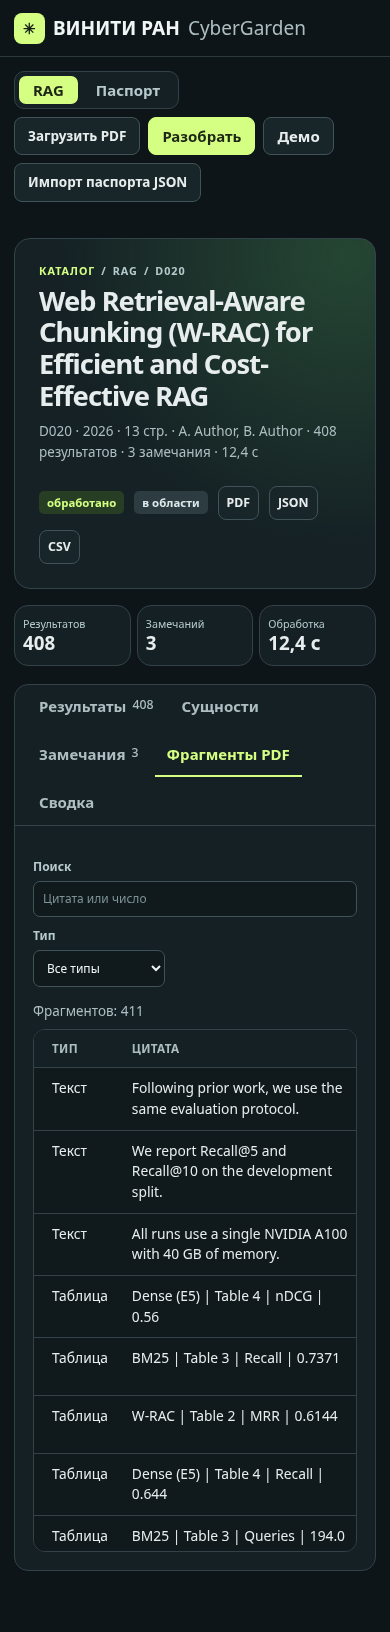 ВИНИТИ РАН CyberGarden
RAG Паспорт
Загрузить PDF Разобрать Демо
Импорт паспорта JSON
КАТАЛОГ / RAG / D020
Web Retrieval-Aware
Chunking (W-RAC) for
Efficient and Cost-
Effective RAG
D020 · 2026 · 13 стр. · A. Author, B. Author · 408
результатов · 3 замечания · 12,4 с
обработано в области PDF JSON
CSV
Результатов Замечаний Обработка
408 3 12,4 с
Результаты 408 Сущности
Замечания 3 Фрагменты PDF
Сводка
Поиск
Цитата или число
Тип
Все типы
Фрагментов: 411
ТИП ЦИТАТА
Текст Following prior work, we use the
same evaluation protocol.
Текст We report Recall@5 and
Recall@10 on the development
split.
Текст All runs use a single NVIDIA A100
with 40 GB of memory.
Таблица Dense (E5) | Table 4 | nDCG |
0.56
Таблица BM25 | Table 3 | Recall | 0.7371
Таблица W-RAC | Table 2 | MRR | 0.6144
Таблица Dense (E5) | Table 4 | Recall |
0.644
Таблица BM25 | Table 3 | Queries | 194.0